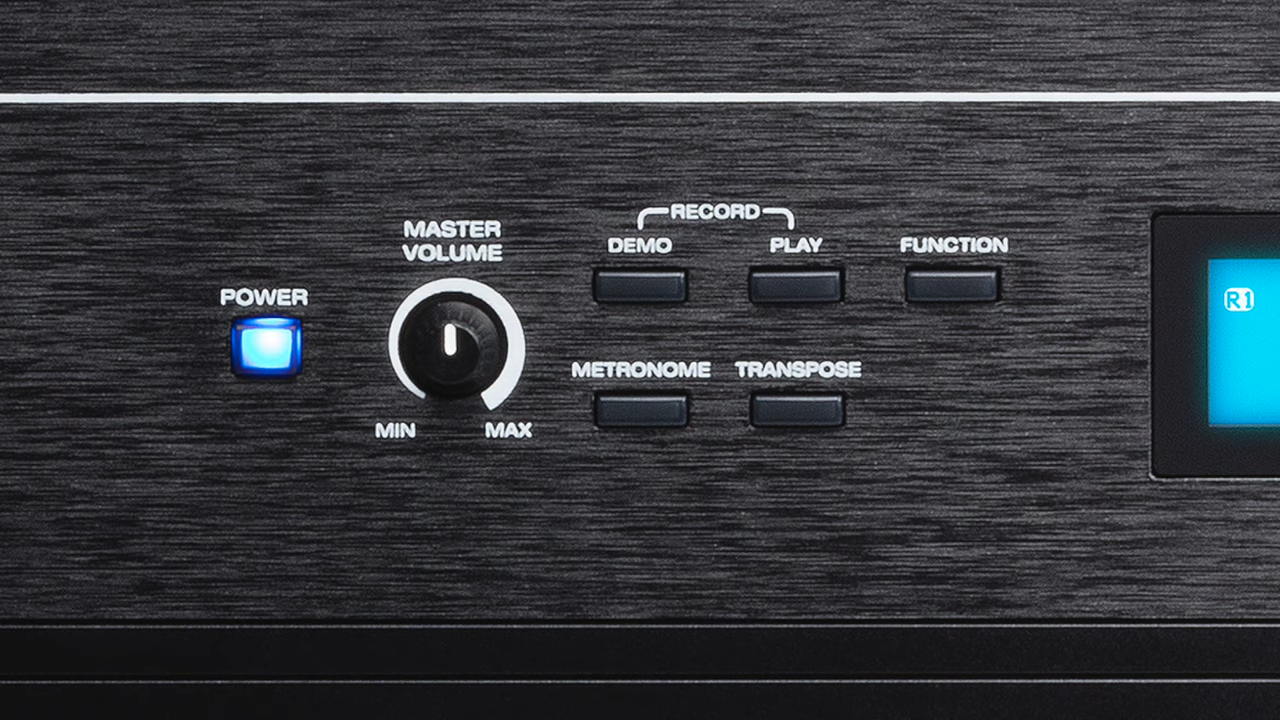 RECORD
MASTER
VOLUME
DEMO PLAY FUNCTION
POWER
R1
METRONOME TRANSPOSE
MIN MAX